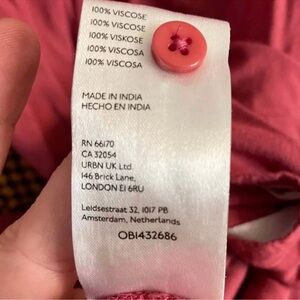 100% VISCOSE
100% VISCOSE
100% VISKOSE
100% VISCOSA
100% VISCOSA
MADE IN INDIA
HECHO EN INDIA
RN 66170
CA 32054
URBN UK Ltd.
146 Brick Lane,
LONDON E1 6RU
Leidsestraat 32, 1017 PB
Amsterdam, Netherlands
OB1432686